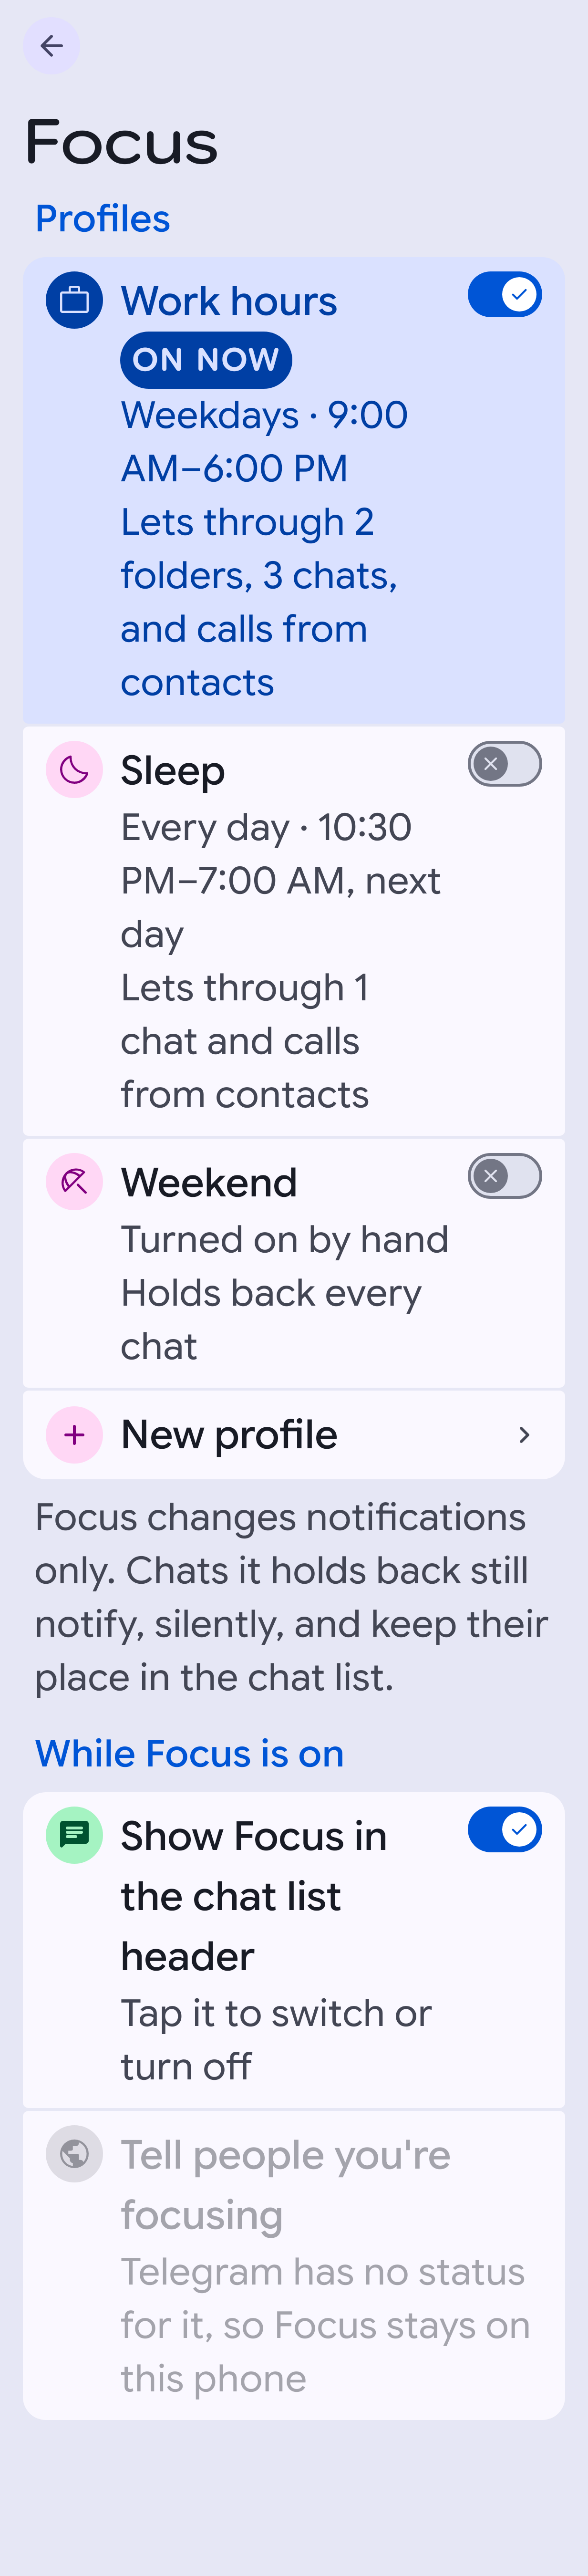 Focus
Profiles
Work hours
ON NOW
Weekdays · 9:00
AM–6:00 PM
Lets through 2
folders, 3 chats,
and calls from
contacts
Sleep
Every day · 10:30
PM–7:00 AM, next
day
Lets through 1
chat and calls
from contacts
Weekend
Turned on by hand
Holds back every
chat
New profile
Focus changes notifications
only. Chats it holds back still
notify, silently, and keep their
place in the chat list.
While Focus is on
Show Focus in
the chat list
header
Tap it to switch or
turn off
Tell people you're
focusing
Telegram has no status
for it, so Focus stays on
this phone